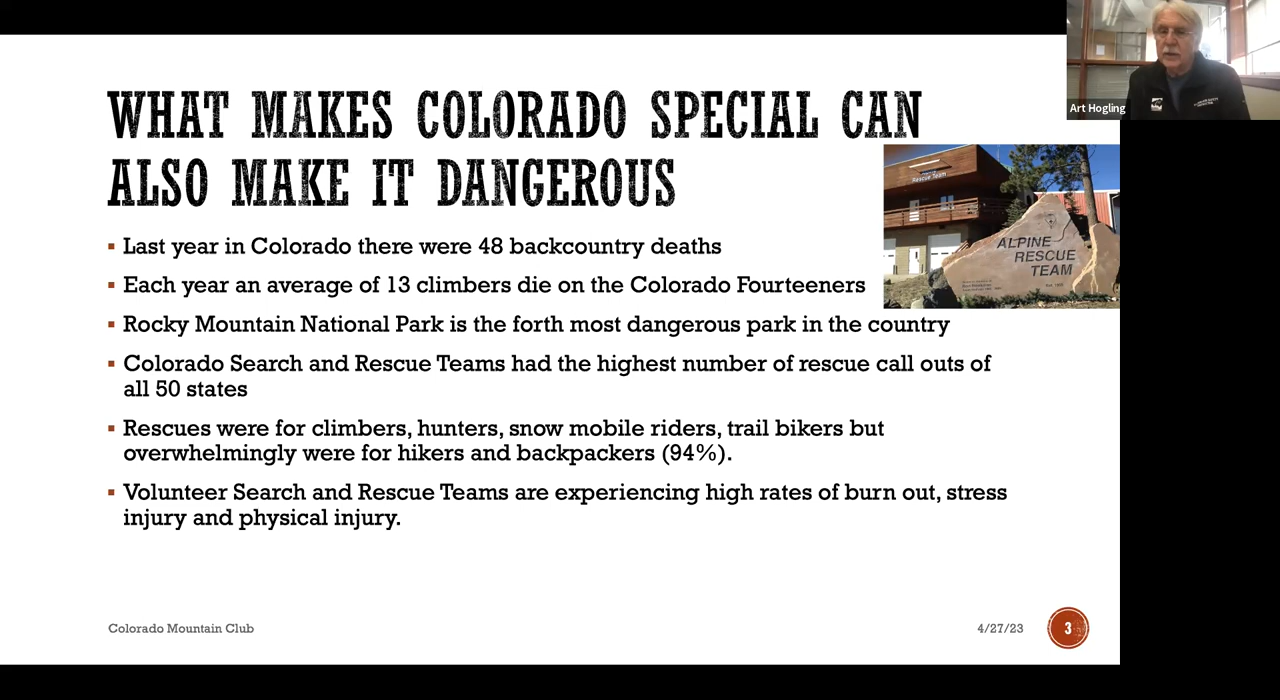 WHAT MAKES COLORADO SPECIAL CAN
ALSO MAKE IT DANGEROUS
▪ Last year in Colorado there were 48 backcountry deaths
▪ Each year an average of 13 climbers die on the Colorado Fourteeners
▪ Rocky Mountain National Park is the forth most dangerous park in the country
▪ Colorado Search and Rescue Teams had the highest number of rescue call outs of
all 50 states
▪ Rescues were for climbers, hunters, snow mobile riders, trail bikers but
overwhelmingly were for hikers and backpackers (94%).
▪ Volunteer Search and Rescue Teams are experiencing high rates of burn out, stress
injury and physical injury.
Art Hogling
Rescue Team
ALPINE
RESCUE
TEAM
Colorado Mountain Club
4/27/23
3